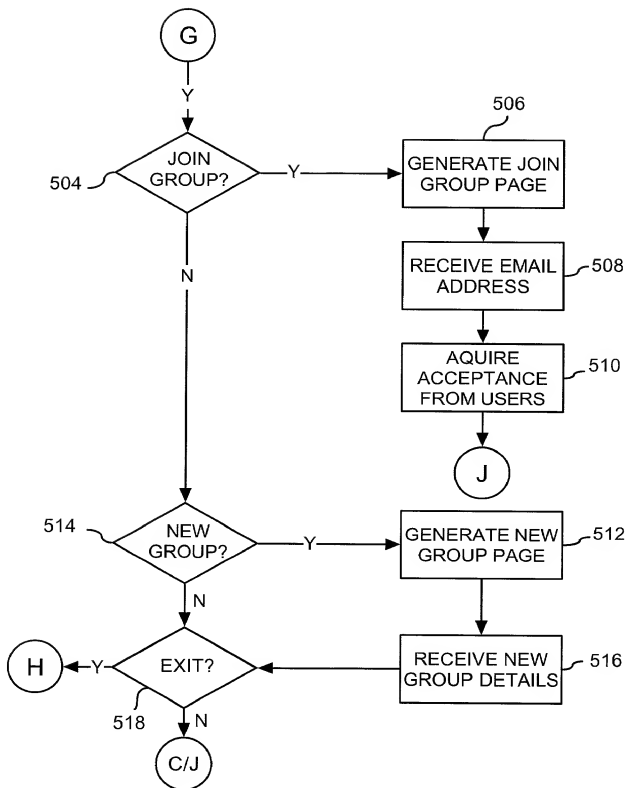 G
Y
506
JOIN
GROUP?
Y
GENERATE JOIN
GROUP PAGE
504
N
RECEIVE EMAIL
ADDRESS
508
AQUIRE
ACCEPTANCE
FROM USERS
510
J
514
NEW
GROUP?
Y
GENERATE NEW
GROUP PAGE
512
N
H
Y
EXIT?
RECEIVE NEW
GROUP DETAILS
516
518
N
C/J